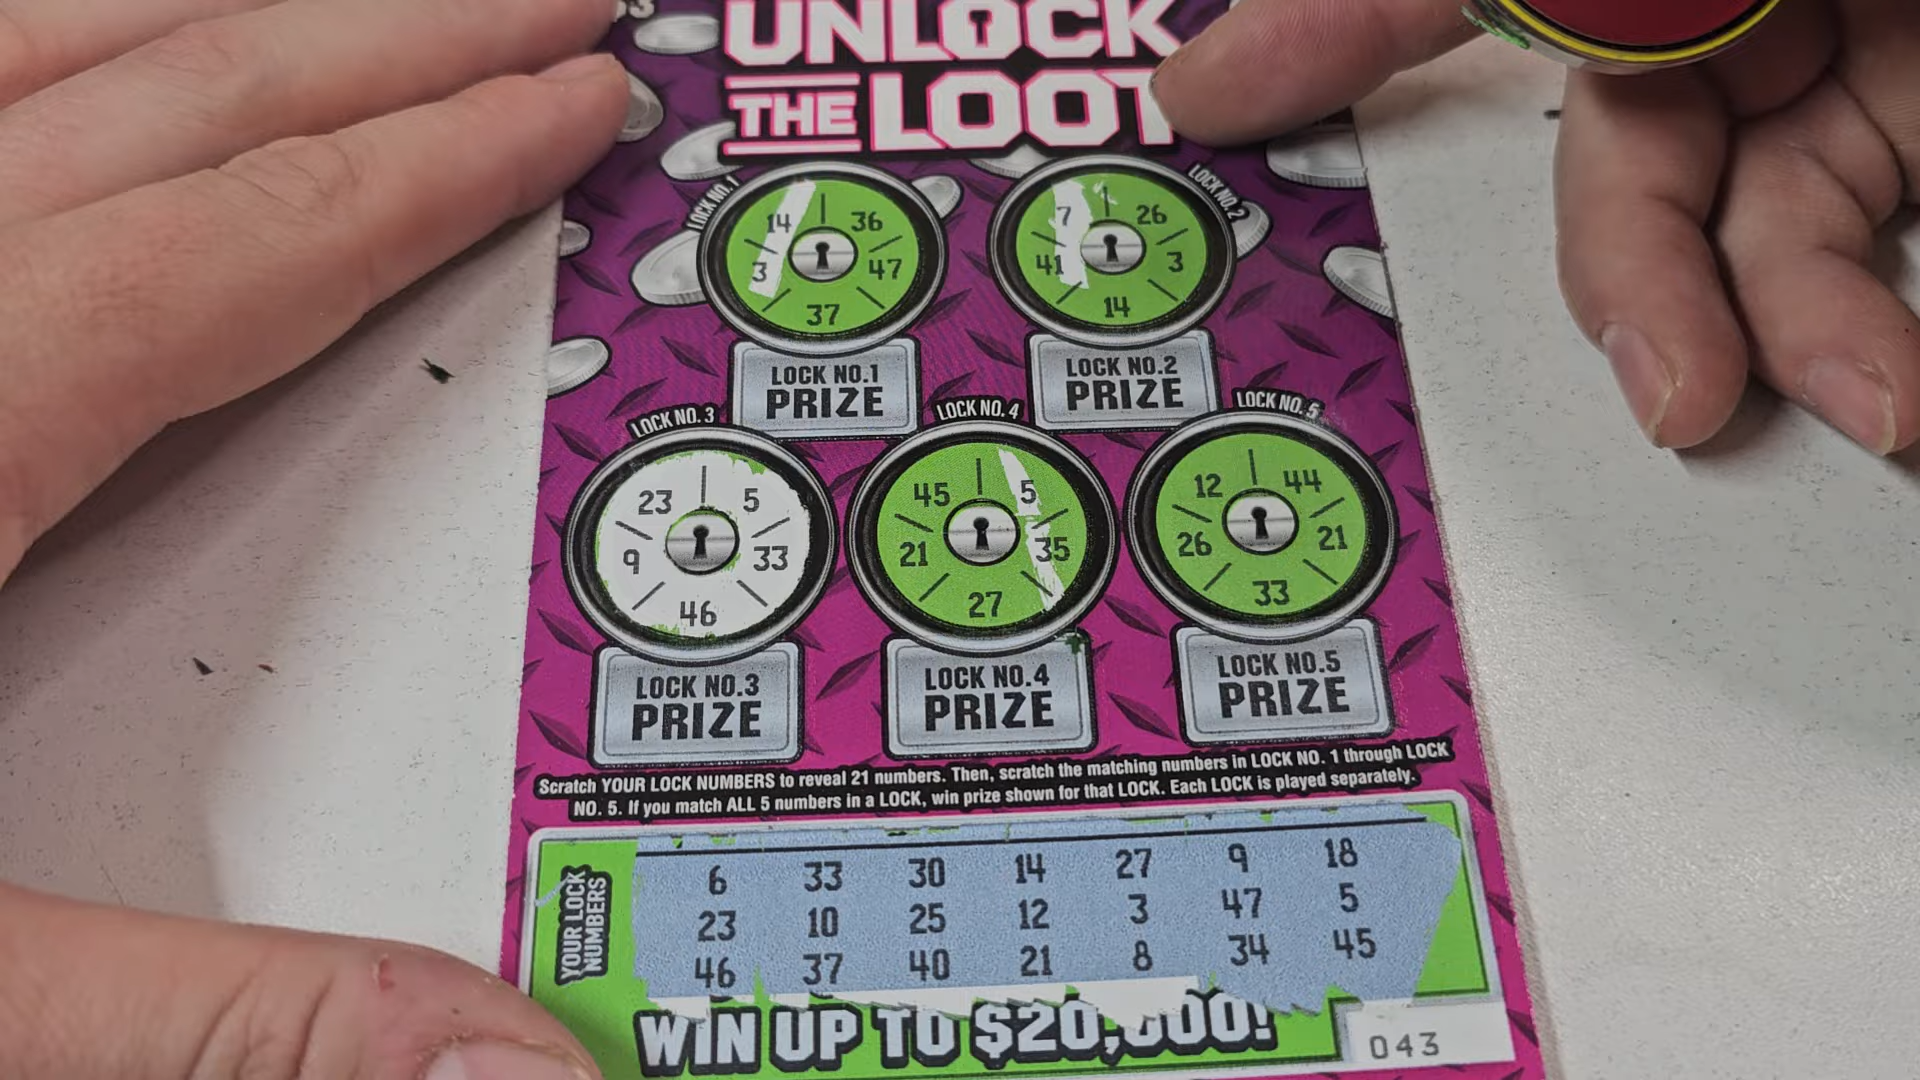 $3
UNLOCK
THE LOOT
LOCK NO. 1
14 36
3 47
37
LOCK NO.1
PRIZE
LOCK NO. 2
7 26
41 3
14
LOCK NO.2
PRIZE
LOCK NO. 3
23 5
9 33
46
LOCK NO.3
PRIZE
LOCK NO. 4
45 5
21 35
27
LOCK NO.4
PRIZE
LOCK NO. 5
12 44
26 21
33
LOCK NO.5
PRIZE
Scratch YOUR LOCK NUMBERS to reveal 21 numbers. Then, scratch the matching numbers in LOCK NO. 1 through LOCK
NO. 5. If you match ALL 5 numbers in a LOCK, win prize shown for that LOCK. Each LOCK is played separately.
YOUR LOCK
NUMBERS
6 33 30 14 27 9 18
23 10 25 12 3 47 5
46 37 40 21 8 34 45
WIN UP TO $20,000!
043